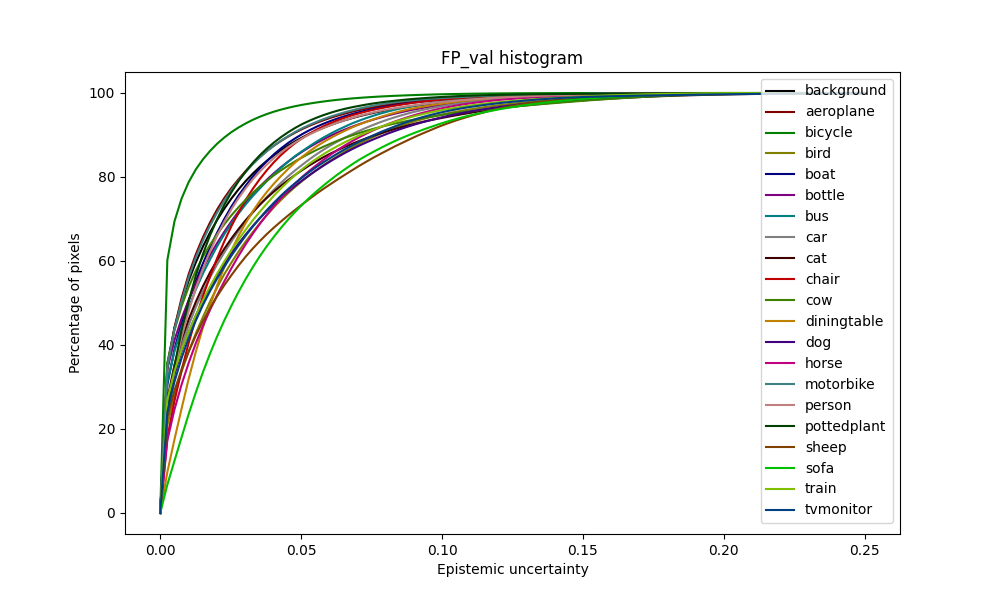 FP_val histogram
Percentage of pixels
100
80
60
40
20
0
0.00 0.05 0.10 0.15 0.20 0.25
Epistemic uncertainty
background
aeroplane
bicycle
bird
boat
bottle
bus
car
cat
chair
cow
diningtable
dog
horse
motorbike
person
pottedplant
sheep
sofa
train
tvmonitor